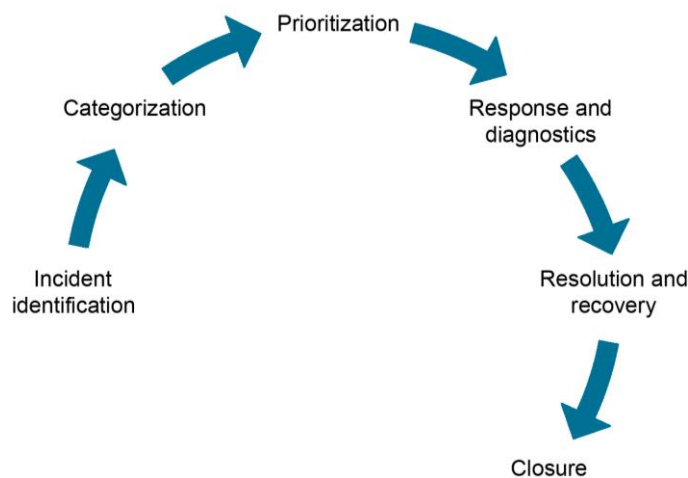 Incident
identification
Categorization
Prioritization
Response and
diagnostics
Resolution and
recovery
Closure